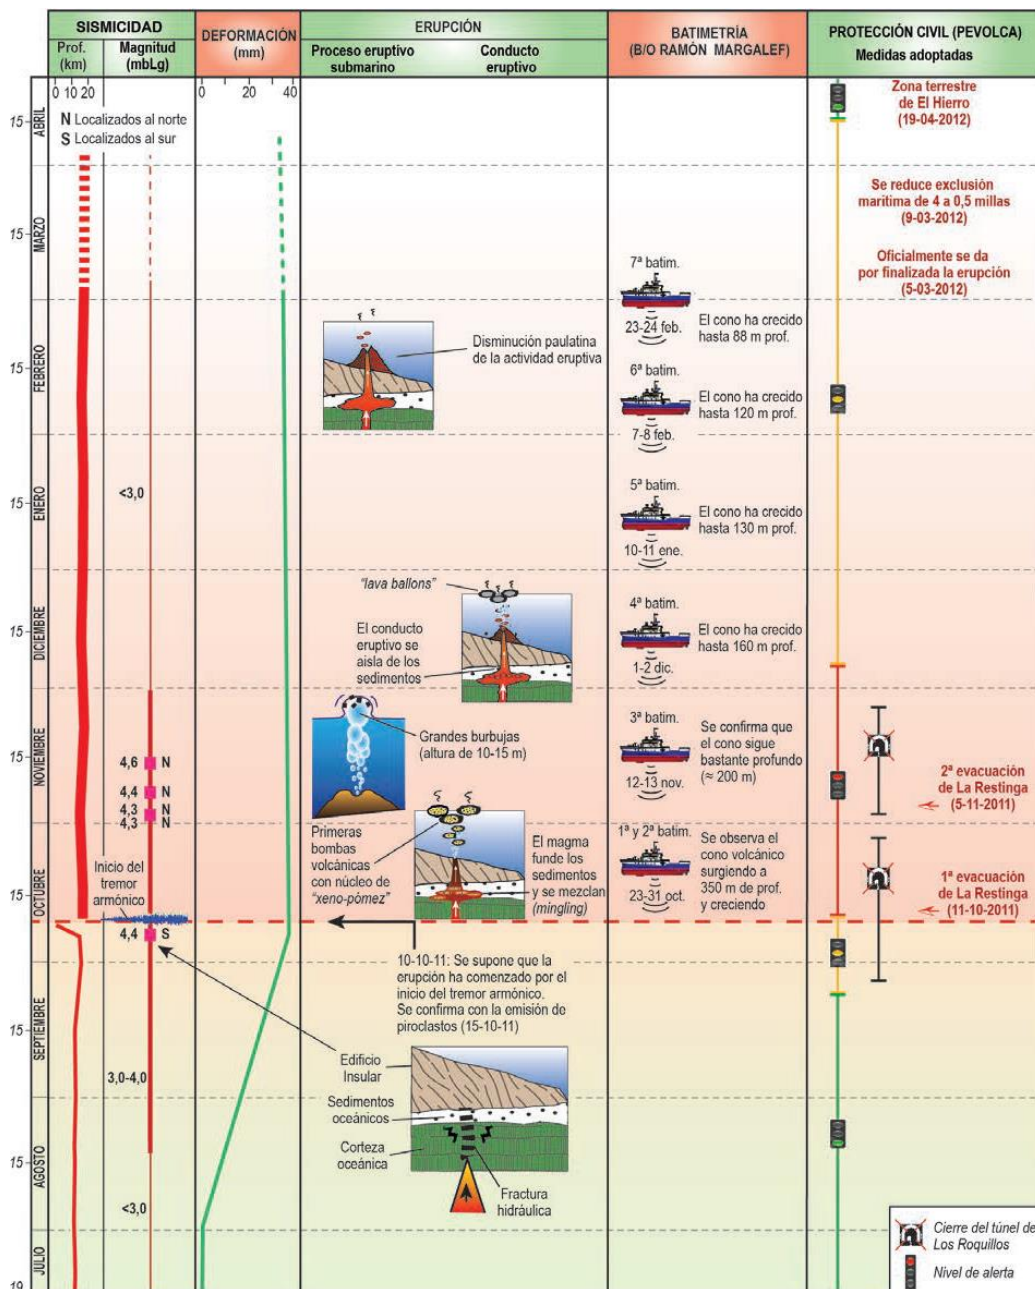 SISMICIDAD
Prof.
(km)
Magnitud
(mbLg)
DEFORMACIÓN
(mm)
ERUPCIÓN
Proceso eruptivo
submarino
Conducto
eruptivo
BATIMETRÍA
(B/O RAMÓN MARGALEF)
PROTECCIÓN CIVIL (PEVOLCA)
Medidas adoptadas
0 10 20
0 20 40
N Localizados al norte
S Localizados al sur
15
ABRIL
Zona terrestre
de El Hierro
(19-04-2012)
Se reduce exclusión
marítima de 4 a 0,5 millas
(9-03-2012)
15
MARZO
Oficialmente se da
por finalizada la erupción
(5-03-2012)
7ª batim.
23-24 feb.
El cono ha crecido
hasta 88 m prof.
Disminución paulatina
de la actividad eruptiva
15
FEBRERO
6ª batim.
El cono ha crecido
hasta 120 m prof.
7-8 feb.
<3,0
15
ENERO
5ª batim.
El cono ha crecido
hasta 130 m prof.
10-11 ene.
"lava ballons"
El conducto
eruptivo se
aisla de los
sedimentos
15
DICIEMBRE
4ª batim.
El cono ha crecido
hasta 160 m prof.
1-2 dic.
Grandes burbujas
(altura de 10-15 m)
15
NOVIEMBRE
4,6 N
4,4 N
4,3 N
4,3 N
3ª batim.
12-13 nov.
Se confirma que
el cono sigue
bastante profundo
(≈ 200 m)
2ª evacuación
de La Restinga
(5-11-2011)
Primeras
bombas
volcánicas
con núcleo de
"xeno-pómez"
El magma
funde los
sedimentos
y se mezclan
(mingling)
1ª y 2ª batim.
23-31 oct.
Se observa el
cono volcánico
surgiendo a
350 m de prof.
y creciendo
1ª evacuación
de La Restinga
(11-10-2011)
Inicio del
tremor
armónico
15
OCTUBRE
4,4 S
10-10-11: Se supone que la
erupción ha comenzado por el
inicio del tremor armónico.
Se confirma con la emisión de
piroclastos (15-10-11)
15
SEPTIEMBRE
3,0-4,0
Edificio
Insular
Sedimentos
oceánicos
Corteza
oceánica
Fractura
hidráulica
15
AGOSTO
<3,0
19
JULIO
Cierre del túnel de
Los Roquillos
Nivel de alerta